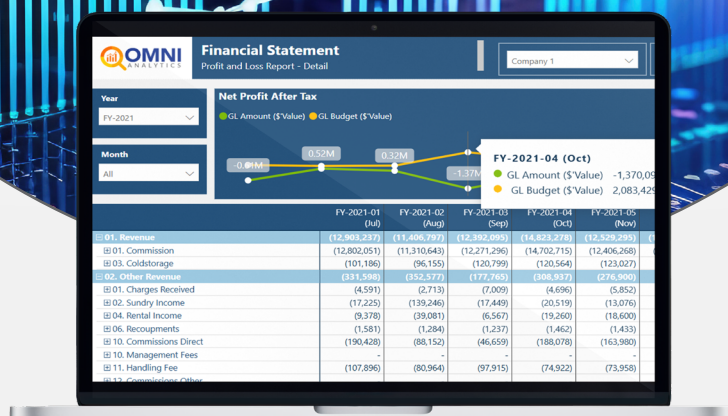 OMNI
ANALYTICS
Financial Statement
Profit and Loss Report - Detail
Company 1
Year
FY-2021
Month
All
Net Profit After Tax
GL Amount ($'Value) GL Budget ($'Value)
0.52M
0.32M
-1.37M
FY-2021-04 (Oct)
GL Amount ($'Value) -1,370,09
GL Budget ($'Value) 2,083,429
FY-2021-01 FY-2021-02 FY-2021-03 FY-2021-04 FY-2021-05
(Jul) (Aug) (Sep) (Oct) (Nov)
01. Revenue (12,903,237) (11,406,797) (12,392,095) (14,823,278) (12,529,295)
01. Commission (12,802,051) (11,310,643) (12,271,296) (14,702,715) (12,406,268)
03. Coldstorage (101,186) (96,155) (120,799) (120,564) (123,027)
02. Other Revenue (331,598) (352,577) (177,765) (308,937) (276,900)
01. Charges Received (4,591) (2,713) (7,009) (4,696) (5,852)
02. Sundry Income (17,225) (139,246) (17,449) (20,519) (13,076)
04. Rental Income (9,378) (39,081) (6,567) (19,260) (18,600)
06. Recoupments (1,581) (1,284) (1,237) (1,462) (1,433)
10. Commissions Direct (190,428) (88,152) (46,659) (188,078) (163,980)
10. Management Fees - - - - -
11. Handling Fee (107,896) (80,964) (97,915) (74,922) (73,958)
12. Commissions Other